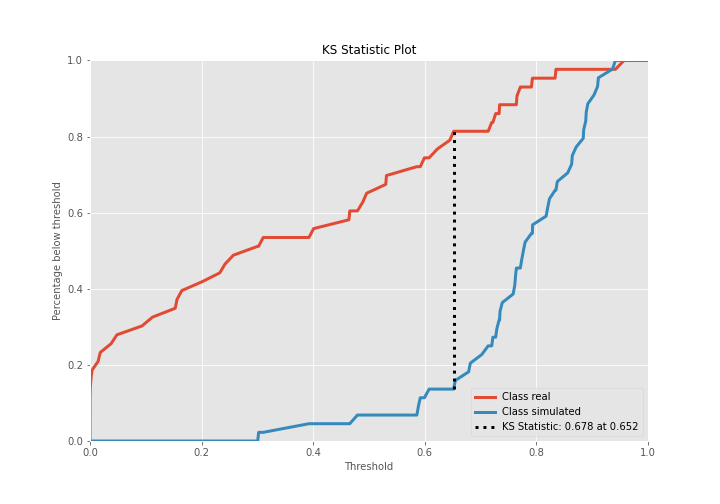 KS Statistic Plot
1.0
0.8
0.6
0.4
0.2
0.0
Percentage below threshold
Class real
Class simulated
KS Statistic: 0.678 at 0.652
0.0 0.2 0.4 0.6 0.8 1.0
Threshold